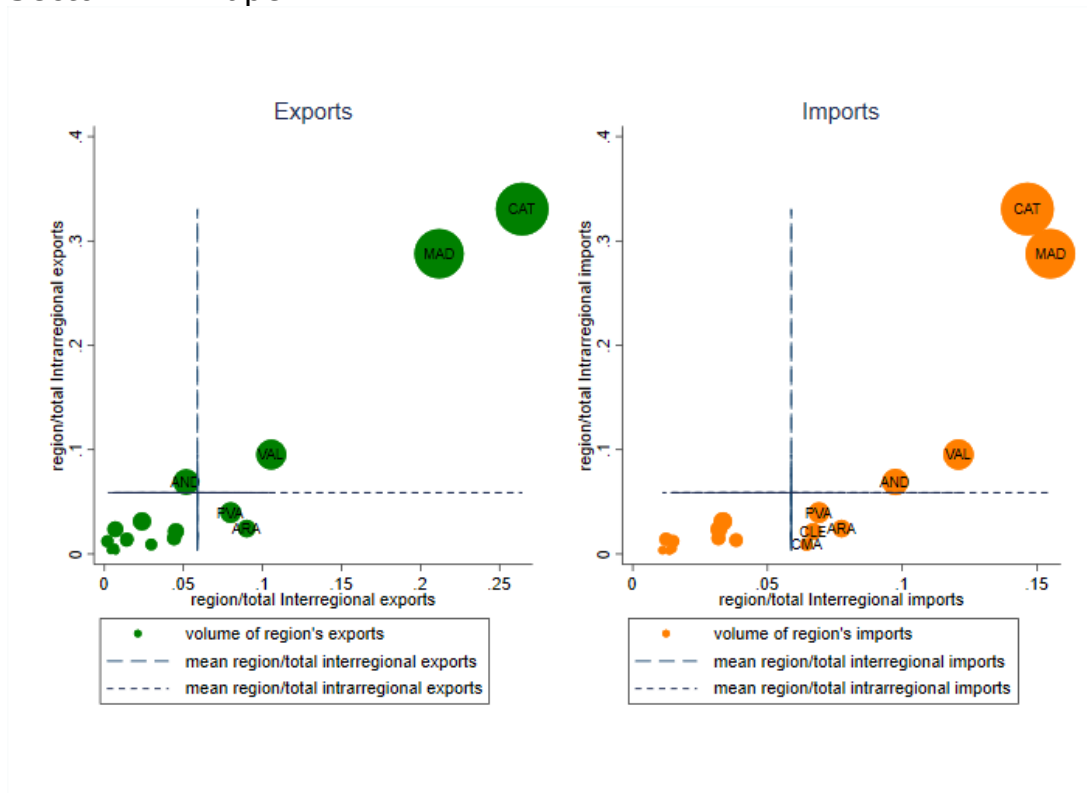 Exports
.4
.3
.2
.1
0
region/total Intrarregional exports
CAT
MAD
VAL
AND
PVA
ARA
0 .05 .1 .15 .2 .25
region/total Interregional exports
volume of region's exports
mean region/total interregional exports
mean region/total intrarregional exports
Imports
.4
.3
.2
.1
0
region/total Intrarregional imports
CAT
MAD
VAL
AND
PVA
CLE ARA
CMA
0 .05 .1 .15
region/total Interregional imports
volume of region's imports
mean region/total interregional imports
mean region/total intrarregional imports